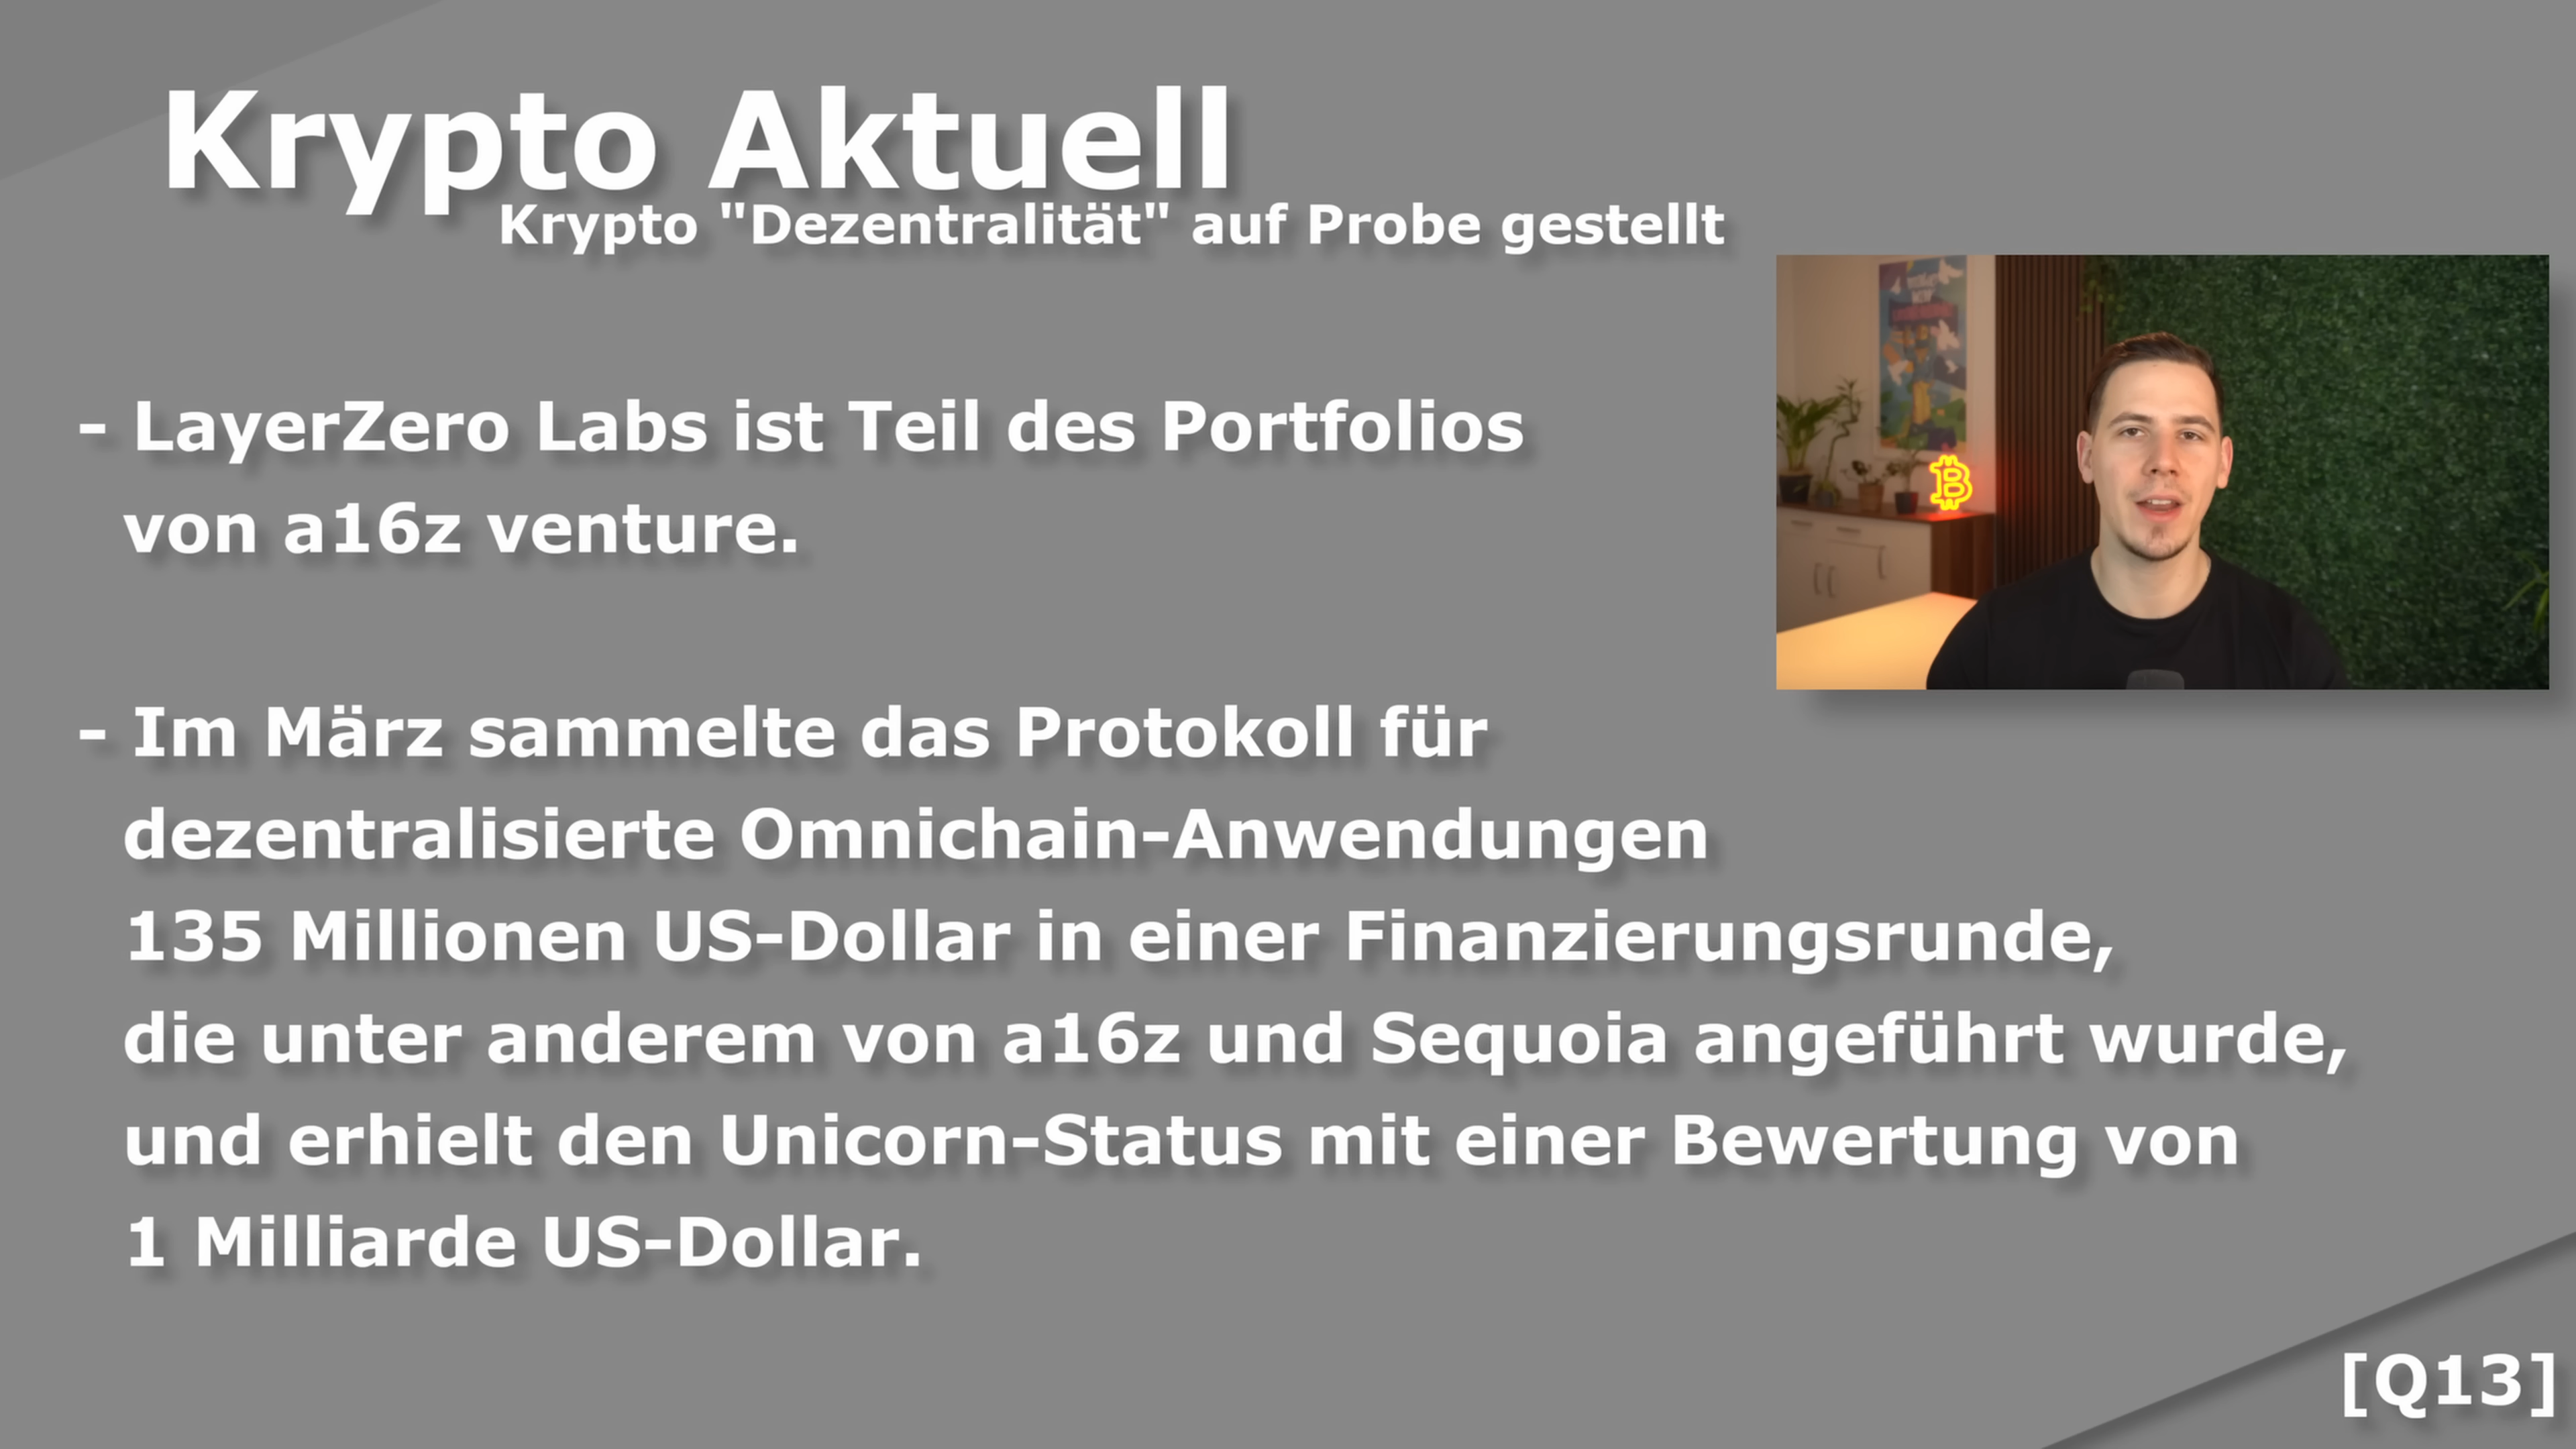 Krypto Aktuell
Krypto "Dezentralität" auf Probe gestellt
- LayerZero Labs ist Teil des Portfolios
von a16z venture.
- Im März sammelte das Protokoll für
dezentralisierte Omnichain-Anwendungen
135 Millionen US-Dollar in einer Finanzierungsrunde,
die unter anderem von a16z und Sequoia angeführt wurde,
und erhielt den Unicorn-Status mit einer Bewertung von
1 Milliarde US-Dollar.
[Q13]